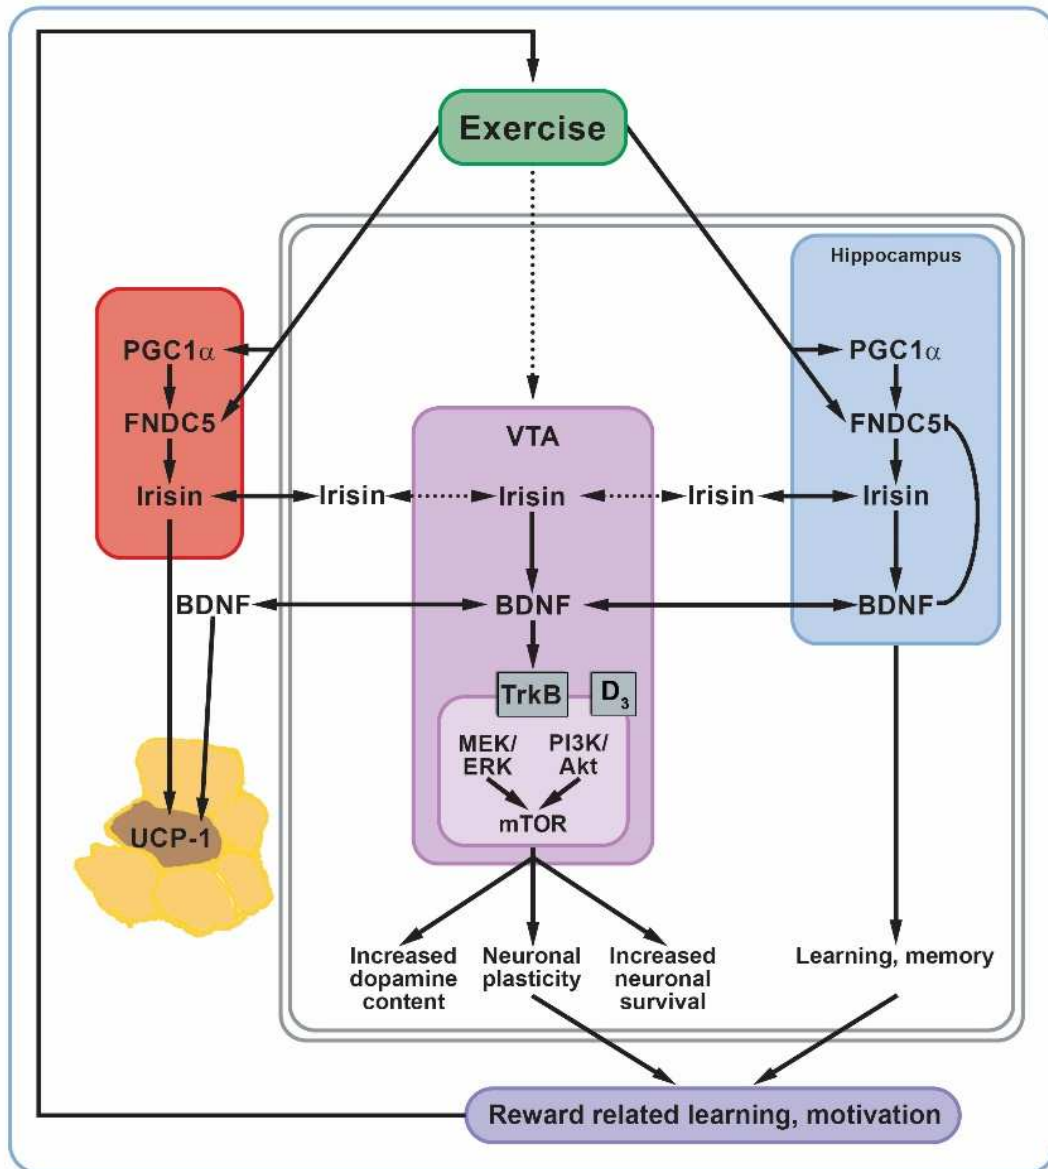 Exercise
Hippocampus
PGC1α
PGC1α
FNDC5
VTA
FNDC5
Irisin
Irisin
Irisin
Irisin
Irisin
BDNF
BDNF
BDNF
TrkB
D3
MEK/
ERK
PI3K/
Akt
mTOR
UCP-1
Increased
dopamine
content
Neuronal
plasticity
Increased
neuronal
survival
Learning, memory
Reward related learning, motivation